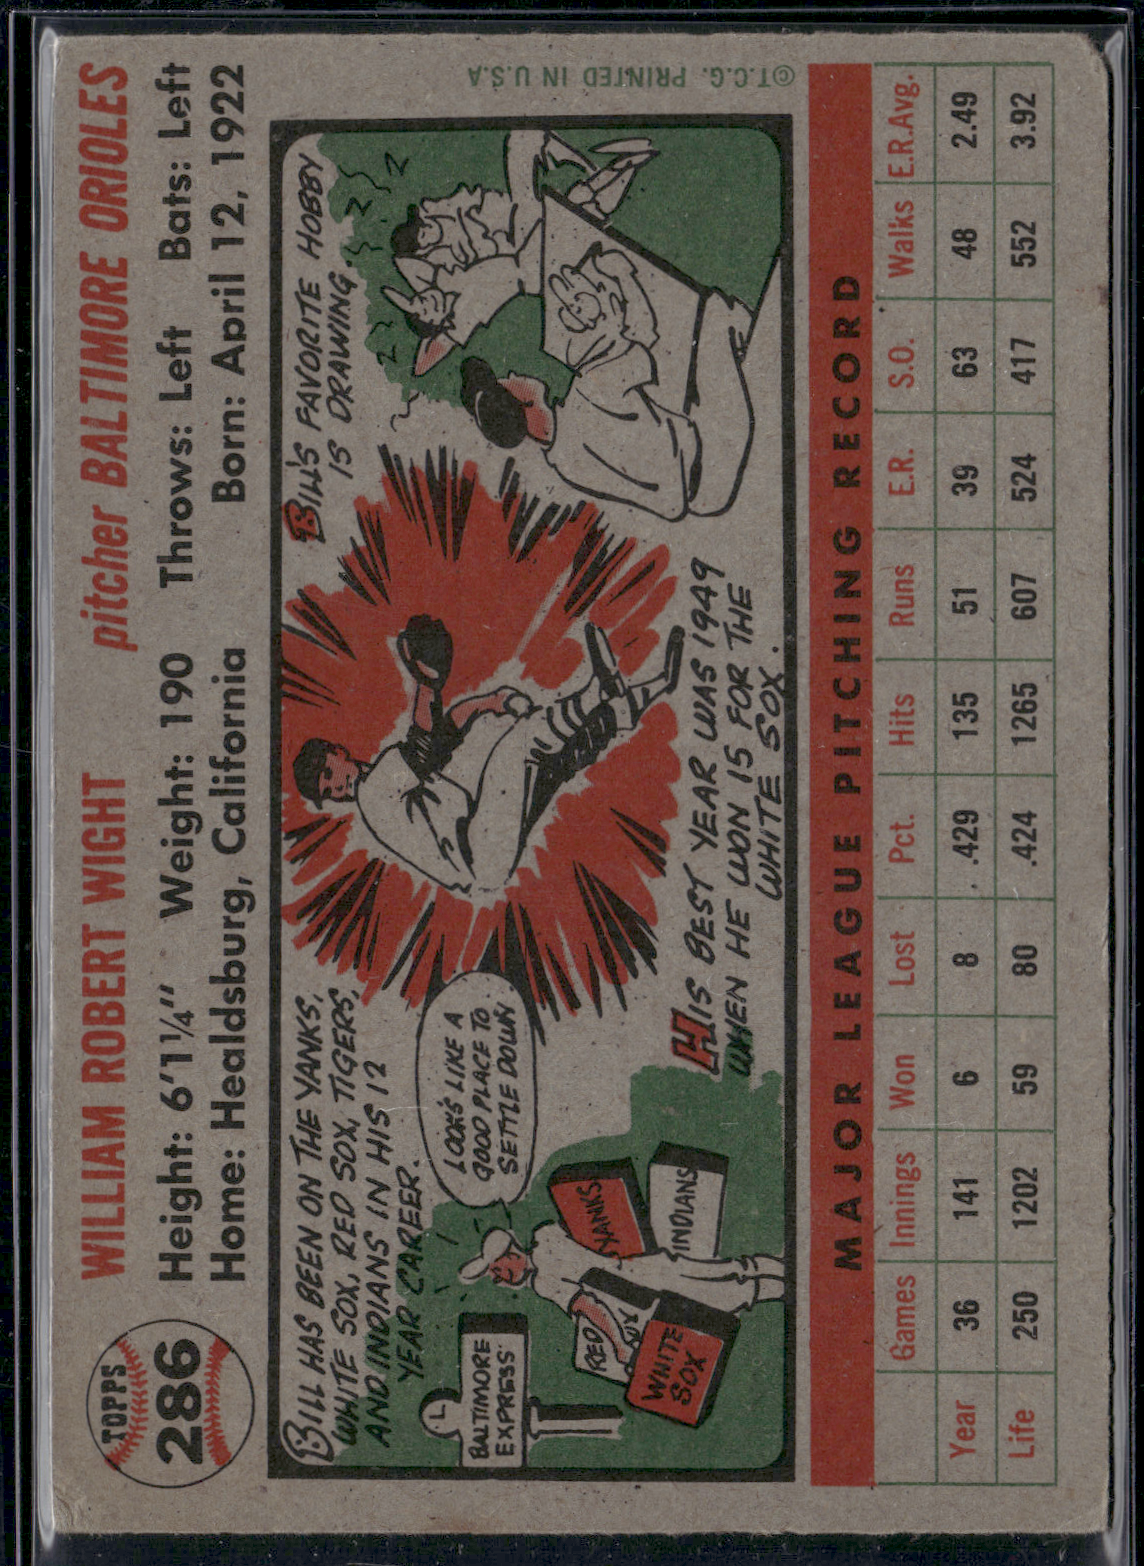 TOPPS
286
WILLIAM ROBERT WIGHT pitcher BALTIMORE ORIOLES
Height: 6'1¼" Weight: 190 Throws: Left Bats: Left
Home: Healdsburg, California Born: April 12, 1922
BILL HAS BEEN ON THE YANKS,
WHITE SOX, RED SOX, TIGERS,
AND INDIANS IN HIS 12
YEAR CAREER.
LOOKS LIKE A
GOOD PLACE TO
SETTLE DOWN
BALTIMORE
EXPRESS
RED
SOX
WHITE
SOX
YANKS
INDIANS
HIS BEST YEAR WAS 1949
WHEN HE WON 15 FOR THE
WHITE SOX.
BILL'S FAVORITE HOBBY
IS DRAWING
©T.C.G. PRINTED IN U.S.A
MAJOR LEAGUE PITCHING RECORD
Games Innings Won Lost Pct. Hits Runs E.R. S.O. Walks E.R.Avg.
Year 36 141 6 8 .429 135 51 39 63 48 2.49
Life 250 1202 59 80 .424 1265 607 524 417 552 3.92